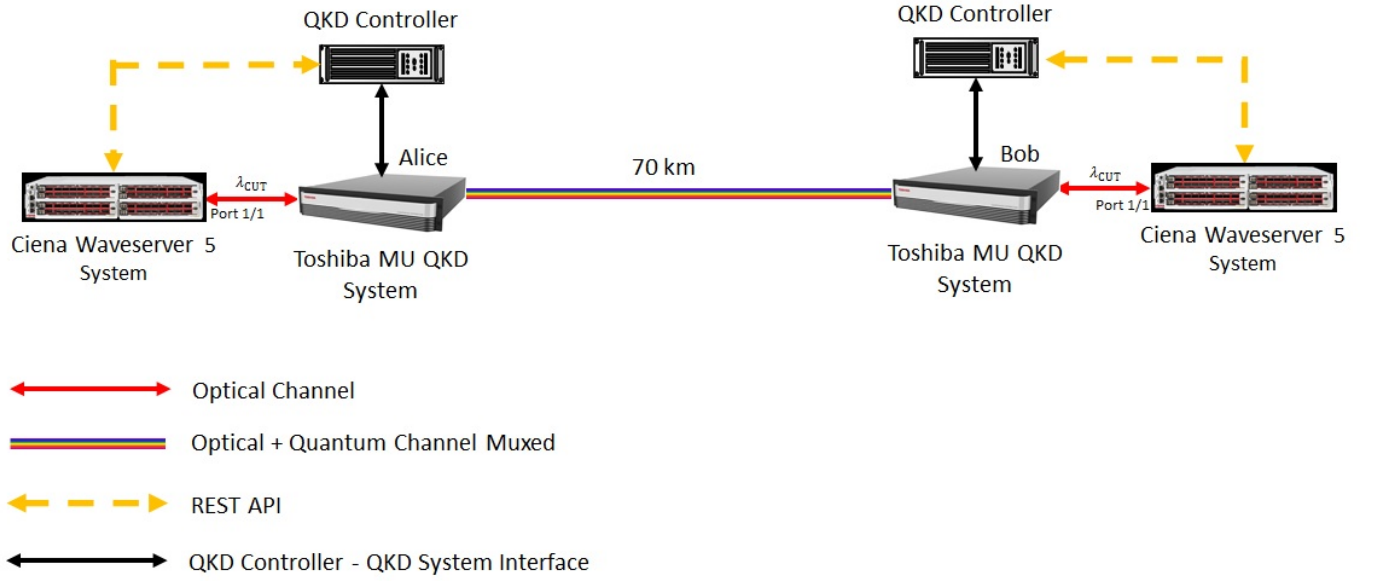 QKD Controller
QKD Controller
Alice
70 km
Bob
λCUT
Port 1/1
λCUT
Port 1/1
Ciena Waveserver 5
System
Toshiba MU QKD
System
Toshiba MU QKD
System
Ciena Waveserver 5
System
Optical Channel
Optical + Quantum Channel Muxed
REST API
QKD Controller - QKD System Interface